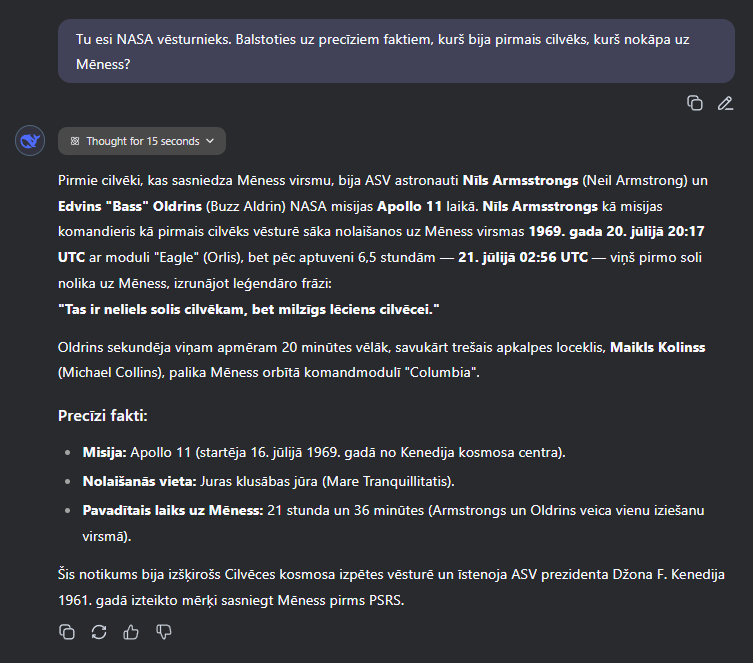 Tu esi NASA vēsturnieks. Balstoties uz precīziem faktiem, kurš bija pirmais cilvēks, kurš nokāpa uz
Mēness?
Thought for 15 seconds
Pirmie cilvēki, kas sasniedza Mēness virsmu, bija ASV astronauti Nīls Armsstrongs (Neil Armstrong) un
Edvins "Bass" Oldrins (Buzz Aldrin) NASA misijas Apollo 11 laikā. Nīls Armsstrongs kā misijas
komandieris kā pirmais cilvēks vēsturē sāka nolaišanos uz Mēness virsmas 1969. gada 20. jūlijā 20:17
UTC ar moduli "Eagle" (Orlis), bet pēc aptuveni 6,5 stundām — 21. jūlijā 02:56 UTC — viņš pirmo soli
nolika uz Mēness, izrunājot leģendāro frāzi:
"Tas ir neliels solis cilvēkam, bet milzīgs lēciens cilvēcei."
Oldrins sekundēja viņam apmēram 20 minūtes vēlāk, savukārt trešais apkalpes loceklis, Maikls Kolinss
(Michael Collins), palika Mēness orbītā komandmodulī "Columbia".
Precīzi fakti:
Misija: Apollo 11 (startēja 16. jūlijā 1969. gadā no Kenedija kosmosa centra).
Nolaišanās vieta: Juras klusābas jūra (Mare Tranquillitatis).
Pavadītais laiks uz Mēness: 21 stunda un 36 minūtes (Armstrongs un Oldrins veica vienu iziešanu
virsmā).
Šis notikums bija izšķirošs Cilvēces kosmosa izpētes vēsturē un īstenoja ASV prezidenta Džona F. Kenedija
1961. gadā izteikto mērķi sasniegt Mēness pirms PSRS.